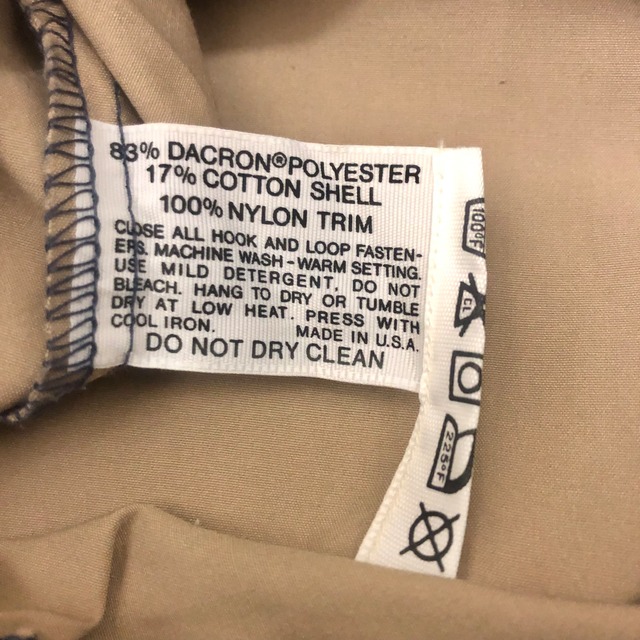 83% DACRON®POLYESTER
17% COTTON SHELL
100% NYLON TRIM
CLOSE ALL HOOK AND LOOP FASTEN-
ERS. MACHINE WASH-WARM SETTING.
USE MILD DETERGENT. DO NOT
BLEACH. HANG TO DRY OR TUMBLE
DRY AT LOW HEAT. PRESS WITH
COOL IRON. MADE IN U.S.A.
DO NOT DRY CLEAN
100°F
CL
225°F